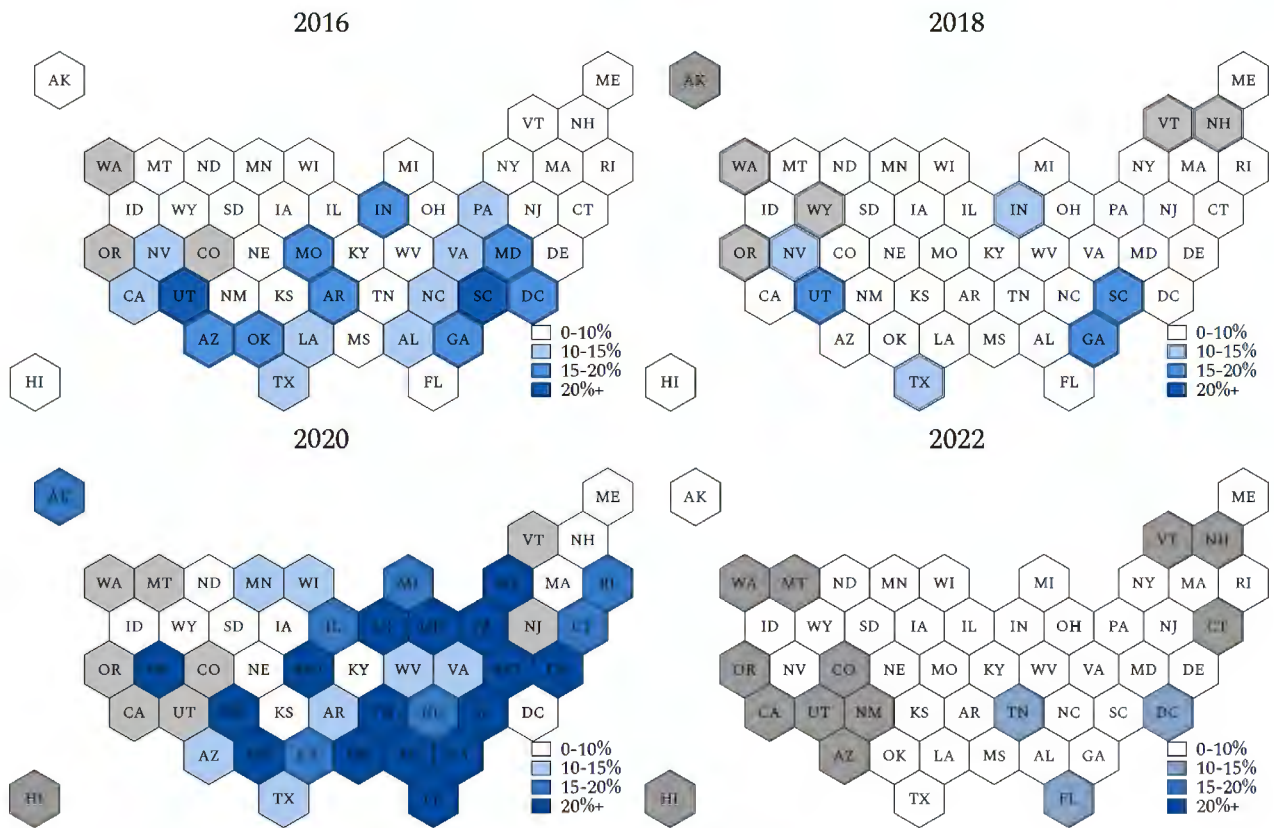 2016
AK
ME
VT NH
WA MT ND MN WI MI NY MA RI
ID WY SD IA IL IN OH PA NJ CT
OR NV CO NE MO KY WV VA MD DE
CA UT NM KS AR TN NC SC DC
AZ OK LA MS AL GA
HI
TX FL
0-10%
10-15%
15-20%
20%+
2018
AK
ME
VT NH
WA MT ND MN WI MI NY MA RI
ID WY SD IA IL IN OH PA NJ CT
OR NV CO NE MO KY WV VA MD DE
CA UT NM KS AR TN NC SC DC
AZ OK LA MS AL GA
HI
TX FL
0-10%
10-15%
15-20%
20%+
2020
AK
ME
VT NH
WA MT ND MN WI MI MA RI
ID WY SD IA IL NJ CT
OR CO NE KY WV VA
CA UT KS AR NC DC
AZ LA
HI
TX
0-10%
10-15%
15-20%
20%+
2022
AK
ME
VT NH
WA MT ND MN WI MI NY MA RI
ID WY SD IA IL IN OH PA NJ CT
OR NV CO NE MO KY WV VA MD DE
CA UT NM KS AR TN NC SC DC
AZ OK LA MS AL GA
HI
TX FL
0-10%
10-15%
15-20%
20%+